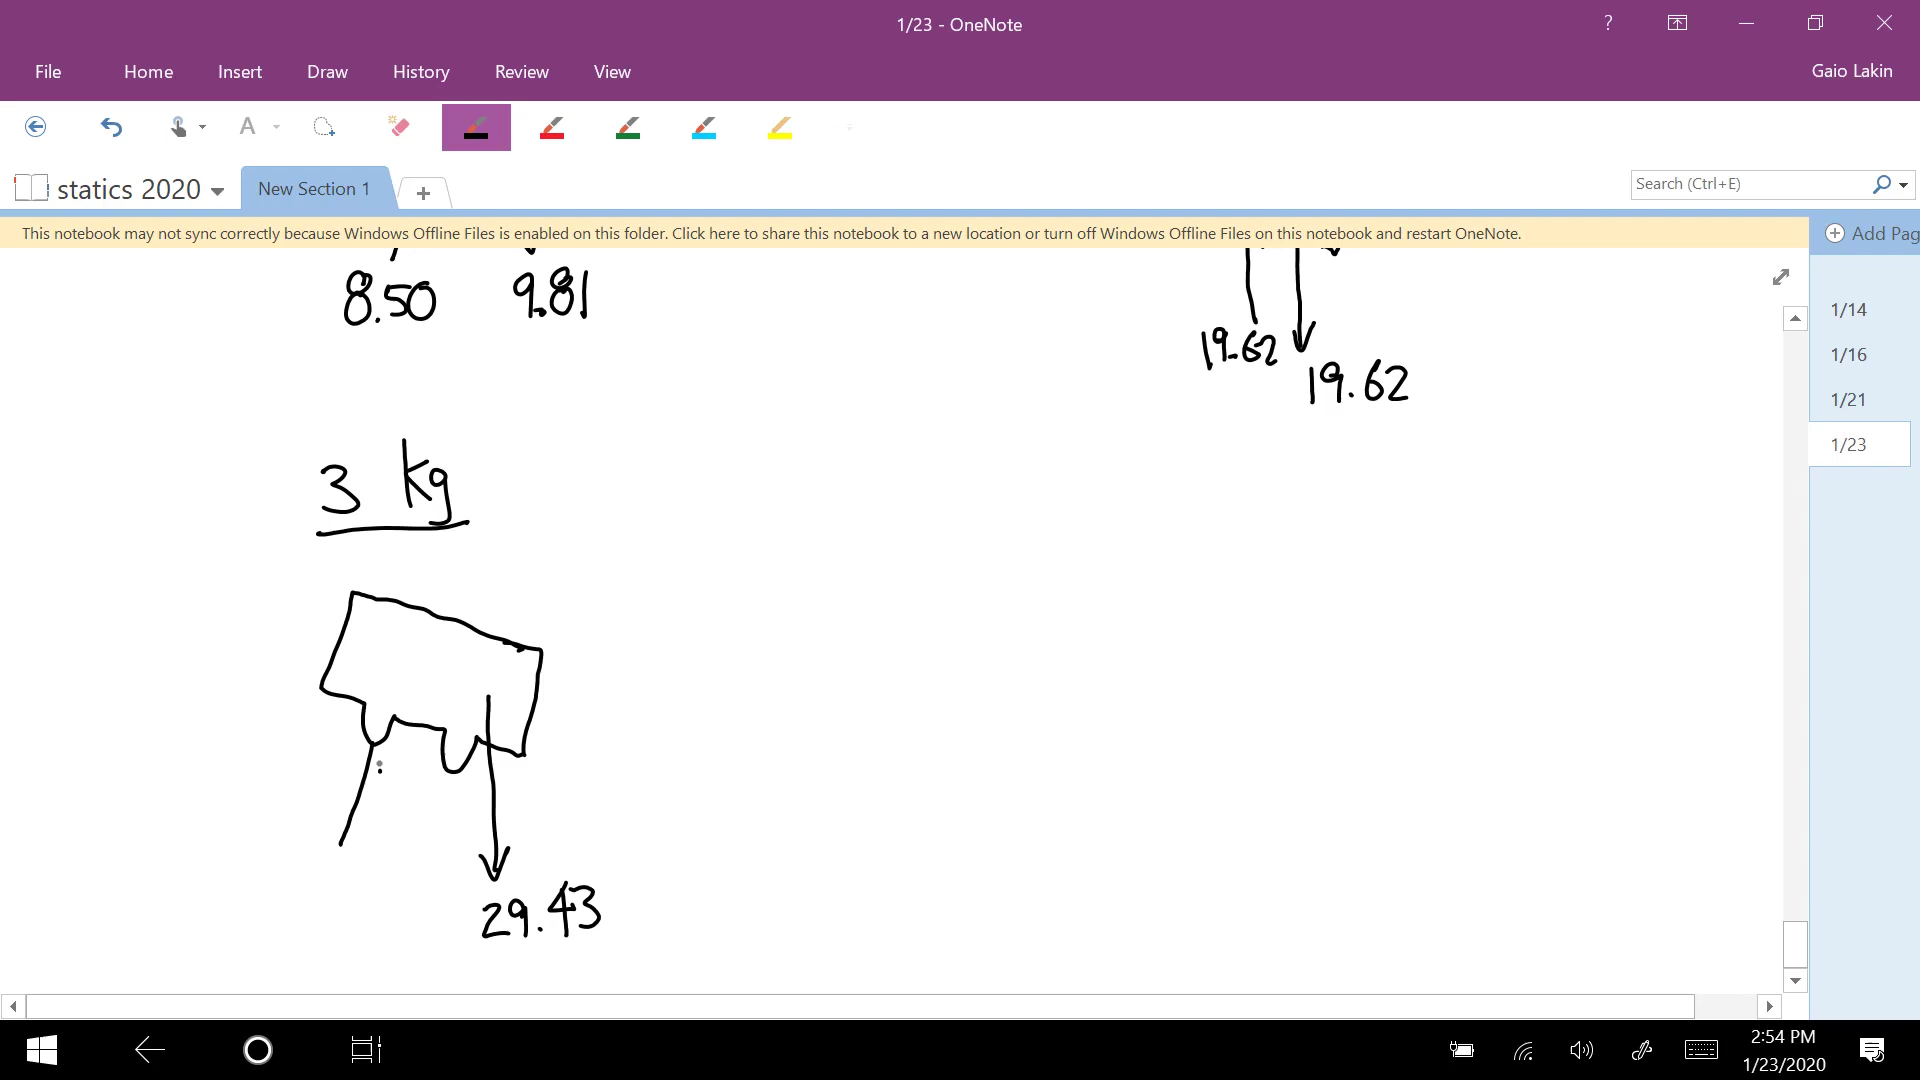 1/23 - OneNote
?
File Home Insert Draw History Review View
Gaio Lakin
A
statics 2020
New Section 1
+
Search (Ctrl+E)
This notebook may not sync correctly because Windows Offline Files is enabled on this folder. Click here to share this notebook to a new location or turn off Windows Offline Files on this notebook and restart OneNote.
Add Pag
1/14
1/16
1/21
1/23
8.50 9.81
19.62
19.62
3 kg
29.43
2:54 PM
1/23/2020